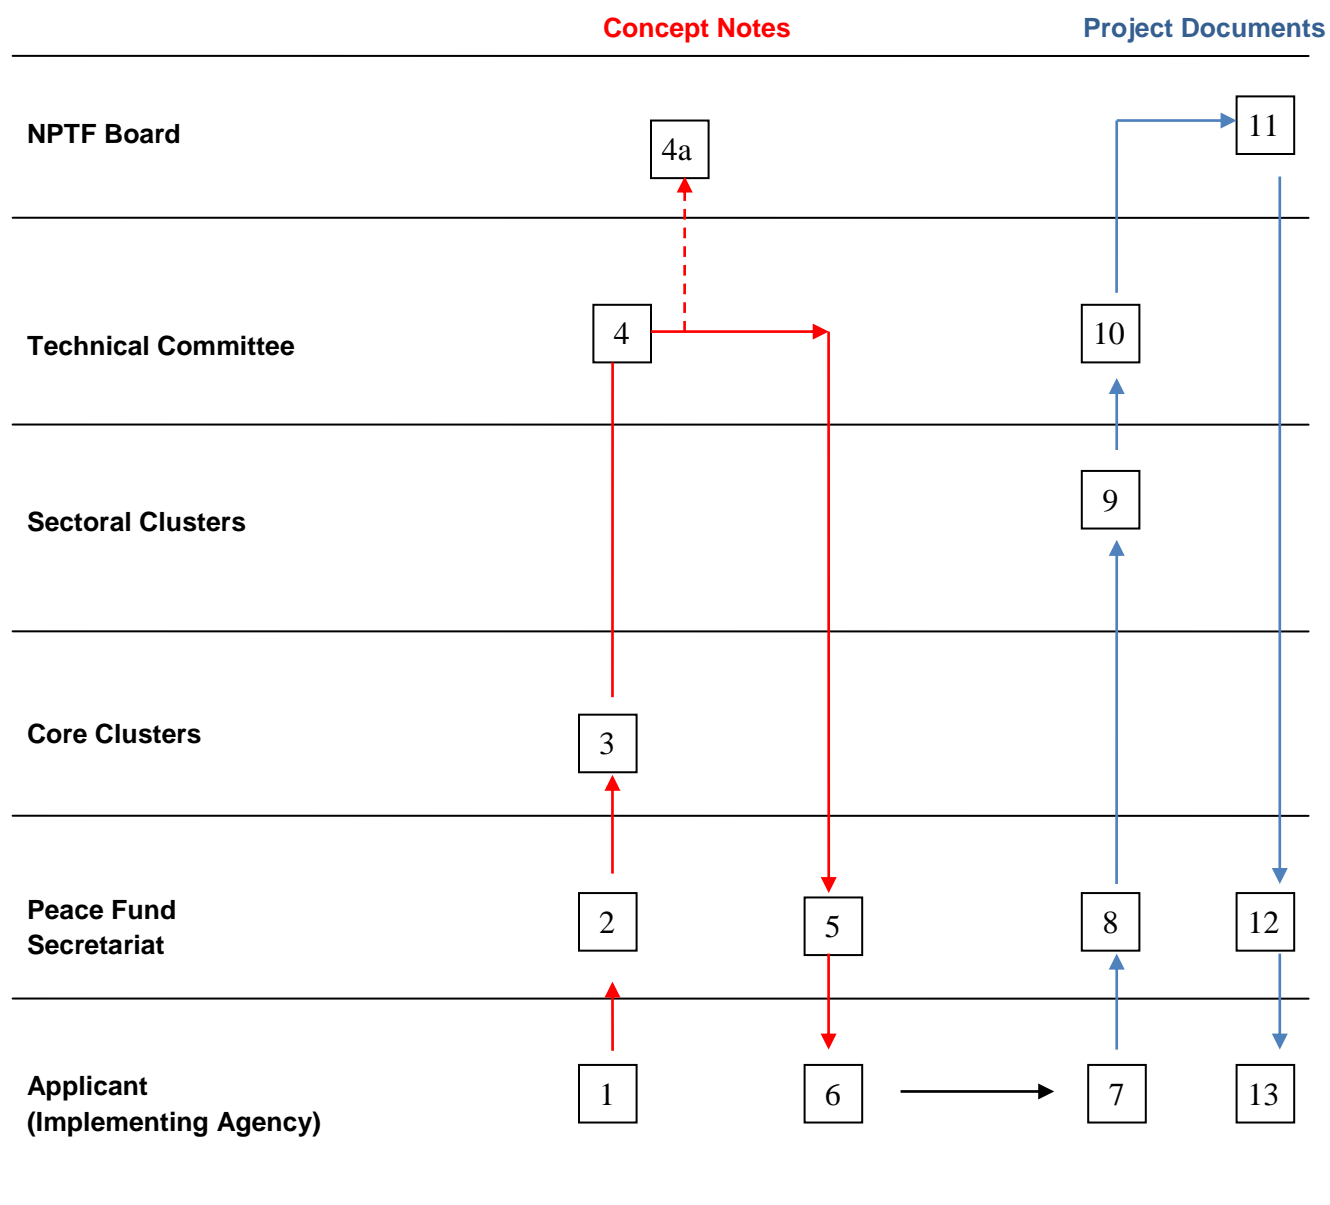 Concept Notes
Project Documents
NPTF Board
4a
11
Technical Committee
4
10
Sectoral Clusters
9
Core Clusters
3
Peace Fund
Secretariat
2
5
8
12
Applicant
(Implementing Agency)
1
6
7
13